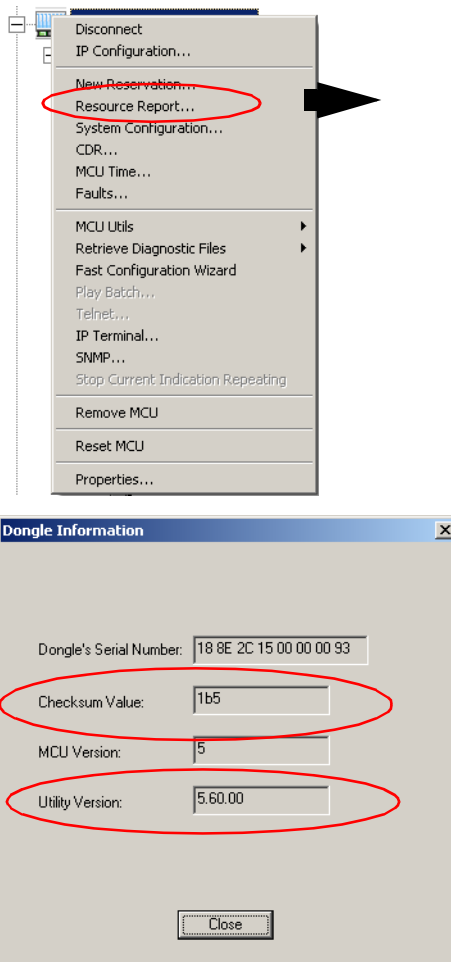 Disconnect
IP Configuration...
New Reservation...
Resource Report...
System Configuration...
CDR...
MCU Time...
Faults...
MCU Utils
Retrieve Diagnostic Files
Fast Configuration Wizard
Play Batch...
Telnet...
IP Terminal...
SNMP...
Stop Current Indication Repeating
Remove MCU
Reset MCU
Properties...
Dongle Information
Dongle's Serial Number: 18 8E 2C 15 00 00 00 93
Checksum Value: 1b5
MCU Version: 5
Utility Version: 5.60.00
Close